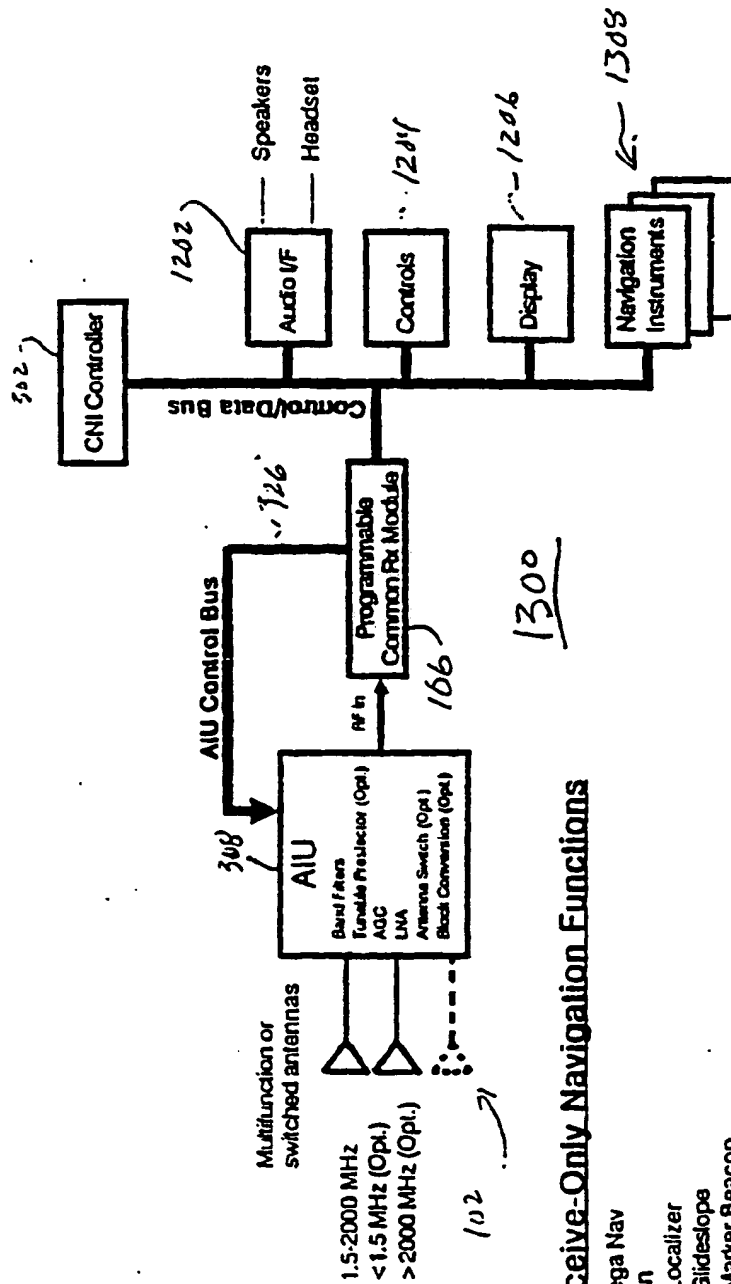 302
CNI Controller
1202
Audio I/F
Speakers
Headset
1204
Controls
1206
Display
1308
Navigation
Instruments
Control/Data Bus
326
AIU Control Bus
Programmable
Common Rx Module
166
RF In
308
AIU
Band Filters
Tunable Preselector (Opt.)
AGC
LNA
Antenna Switch (Opt)
Block Conversion (Opt)
Multifunction or
switched antennas
1.5-2000 MHz
< 1.5 MHz (Opt.)
> 2000 MHz (Opt.)
102
1300
ceive-Only Navigation Functions
ega Nav
n
ocalizer
Glideslope
Marker Beacon